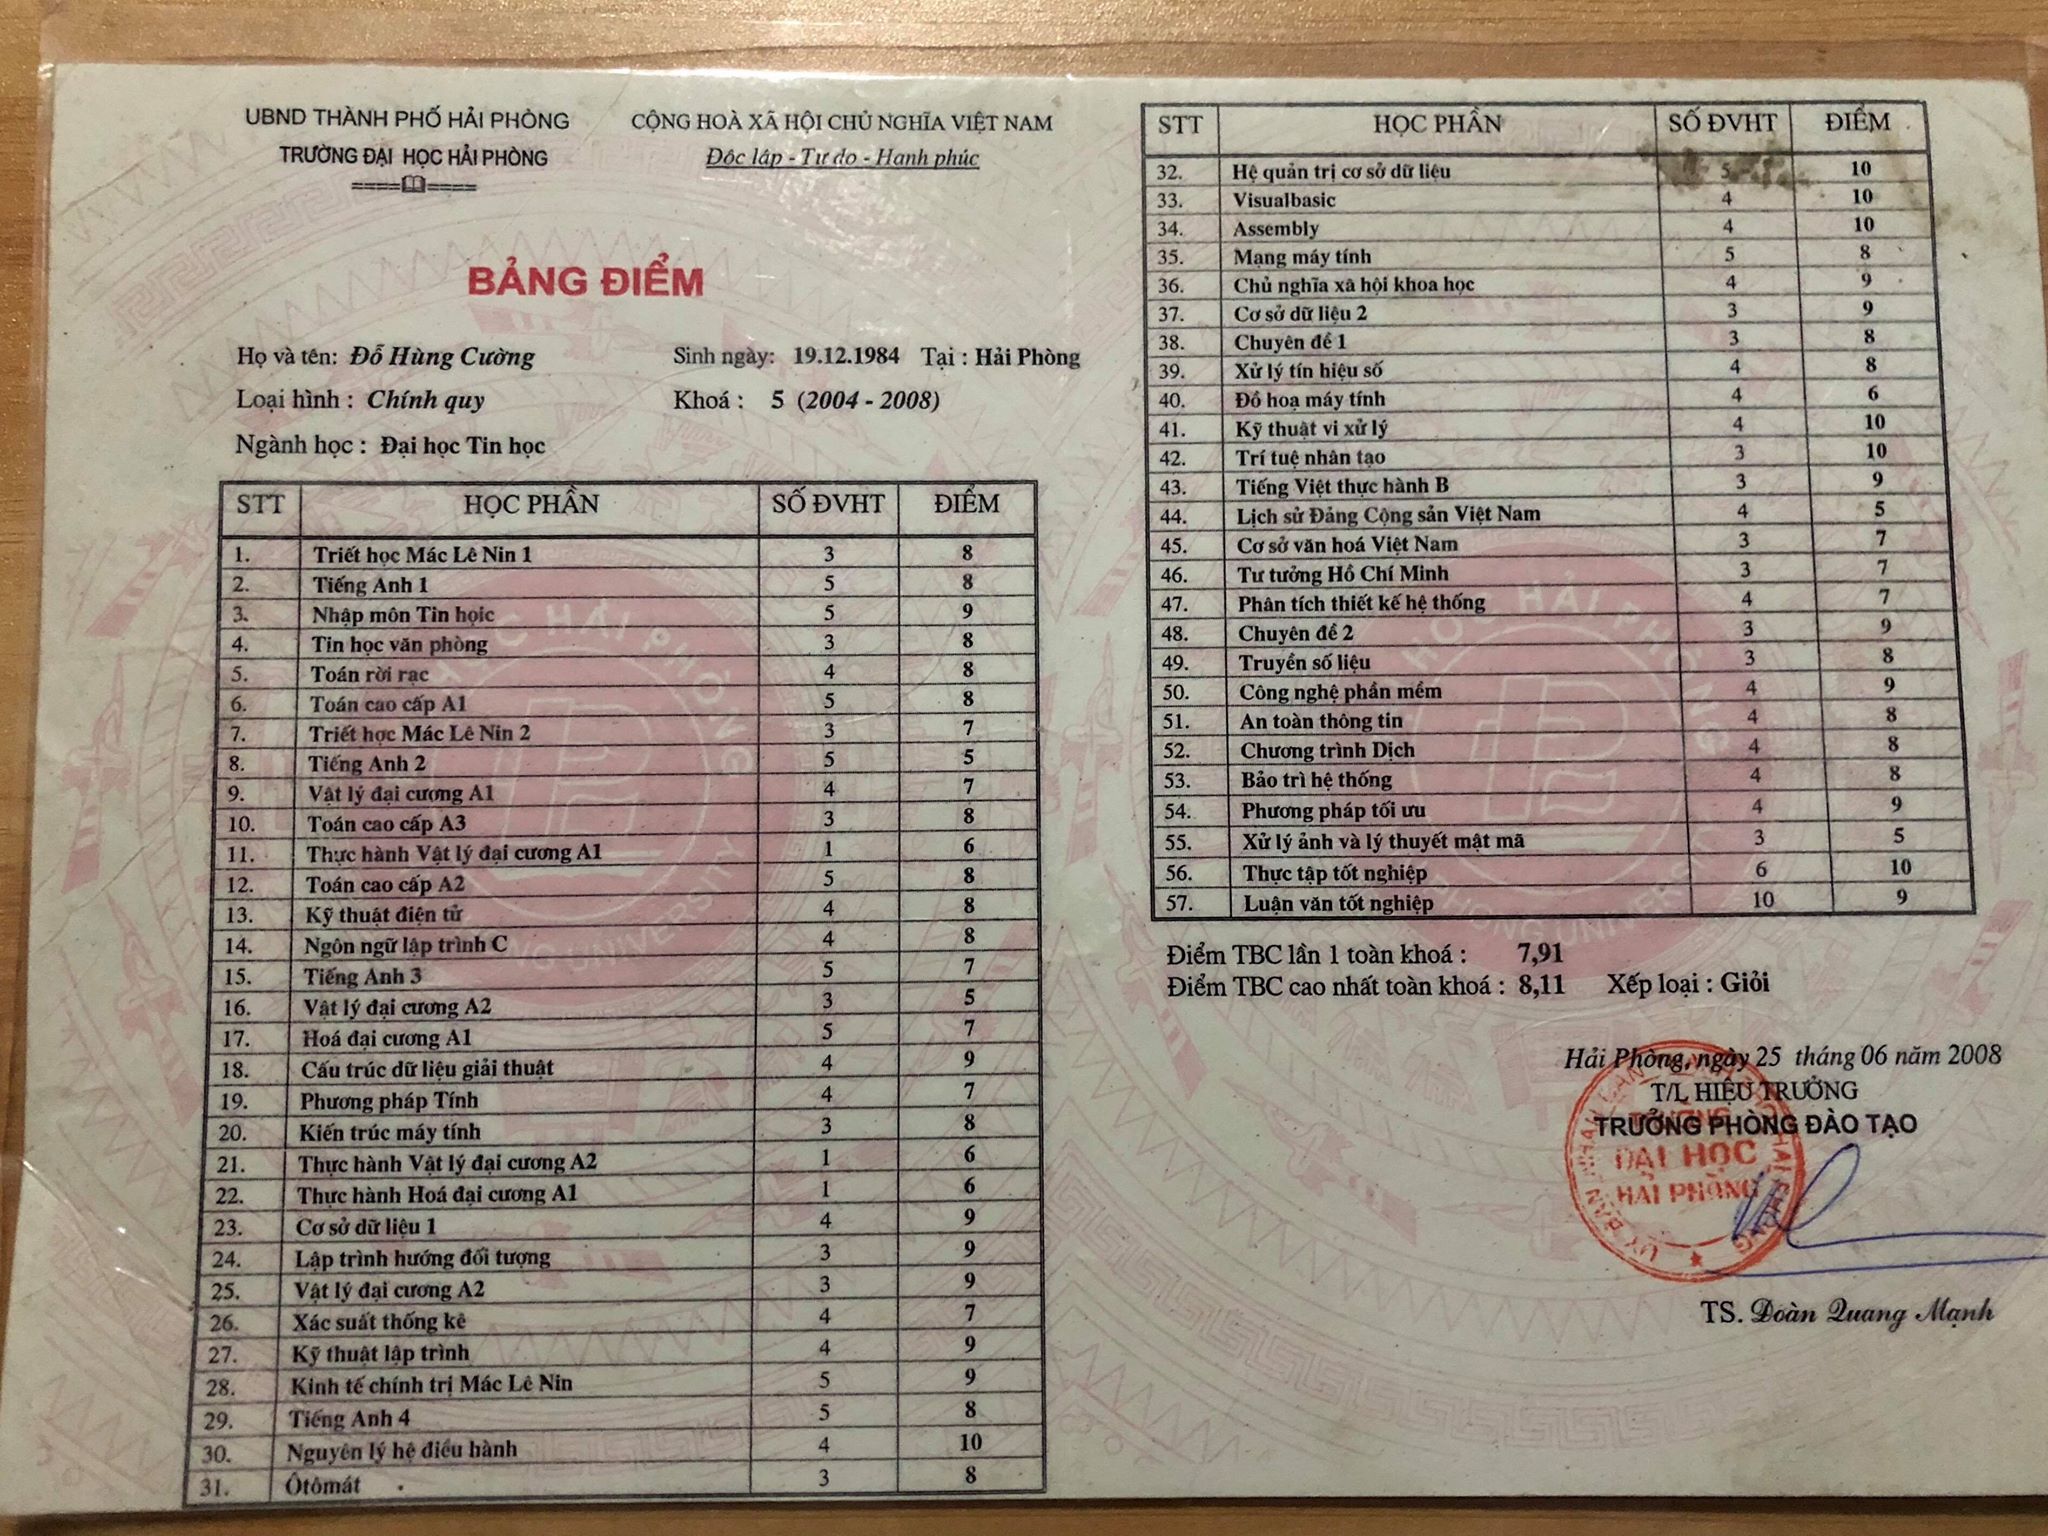 UBND THÀNH PHỐ HẢI PHÒNG
TRƯỜNG ĐẠI HỌC HẢI PHÒNG
CỘNG HOÀ XÃ HỘI CHỦ NGHĨA VIỆT NAM
Độc lập - Tự do - Hạnh phúc
BẢNG ĐIỂM
Họ và tên: Đỗ Hùng Cường Sinh ngày: 19.12.1984 Tại : Hải Phòng
Loại hình : Chính quy Khoá : 5 (2004 - 2008)
Ngành học : Đại học Tin học
STT HỌC PHẦN SỐ ĐVHT ĐIỂM
1. Triết học Mác Lê Nin 1 3 8
2. Tiếng Anh 1 5 8
3. Nhập môn Tin họic 5 9
4. Tin học văn phòng 3 8
5. Toán rời rạc 4 8
6. Toán cao cấp A1 5 8
7. Triết học Mác Lê Nin 2 3 7
8. Tiếng Anh 2 5 5
9. Vật lý đại cương A1 4 7
10. Toán cao cấp A3 3 8
11. Thực hành Vật lý đại cương A1 1 6
12. Toán cao cấp A2 5 8
13. Kỹ thuật điện tử 4 8
14. Ngôn ngữ lập trình C 4 8
15. Tiếng Anh 3 5 7
16. Vật lý đại cương A2 3 5
17. Hoá đại cương A1 5 7
18. Cấu trúc dữ liệu giải thuật 4 9
19. Phương pháp Tính 4 7
20. Kiến trúc máy tính 3 8
21. Thực hành Vật lý đại cương A2 1 6
22. Thực hành Hoá đại cương A1 1 6
23. Cơ sở dữ liệu 1 4 9
24. Lập trình hướng đối tượng 3 9
25. Vật lý đại cương A2 3 9
26. Xác suất thống kê 4 7
27. Kỹ thuật lập trình 4 9
28. Kinh tế chính trị Mác Lê Nin 5 9
29. Tiếng Anh 4 5 8
30. Nguyên lý hệ điều hành 4 10
31. Ôtômát 3 8
STT HỌC PHẦN SỐ ĐVHT ĐIỂM
32. Hệ quản trị cơ sở dữ liệu 5 10
33. Visualbasic 4 10
34. Assembly 4 10
35. Mạng máy tính 5 8
36. Chủ nghĩa xã hội khoa học 4 9
37. Cơ sở dữ liệu 2 3 9
38. Chuyên đề 1 3 8
39. Xử lý tín hiệu số 4 8
40. Đồ hoạ máy tính 4 6
41. Kỹ thuật vi xử lý 4 10
42. Trí tuệ nhân tạo 3 10
43. Tiếng Việt thực hành B 3 9
44. Lịch sử Đảng Cộng sản Việt Nam 4 5
45. Cơ sở văn hoá Việt Nam 3 7
46. Tư tưởng Hồ Chí Minh 3 7
47. Phân tích thiết kế hệ thống 4 7
48. Chuyên đề 2 3 9
49. Truyền số liệu 3 8
50. Công nghệ phần mềm 4 9
51. An toàn thông tin 4 8
52. Chương trình Dịch 4 8
53. Bảo trì hệ thống 4 8
54. Phương pháp tối ưu 4 9
55. Xử lý ảnh và lý thuyết mật mã 3 5
56. Thực tập tốt nghiệp 6 10
57. Luận văn tốt nghiệp 10 9
Điểm TBC lần 1 toàn khoá : 7,91
Điểm TBC cao nhất toàn khoá : 8,11 Xếp loại : Giỏi
Hải Phòng, ngày 25 tháng 06 năm 2008
T/L HIỆU TRƯỞNG
TRƯỞNG PHÒNG ĐÀO TẠO
TRƯỜNG
ĐẠI HỌC
HẢI PHÒNG
TS. Đoàn Quang Mạnh